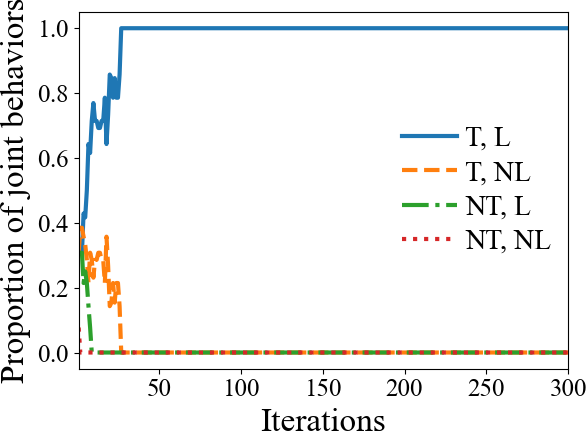 Proportion of joint behaviors
1.0
0.8
0.6
0.4
0.2
0.0
T, L
T, NL
NT, L
NT, NL
50 100 150 200 250 300
Iterations